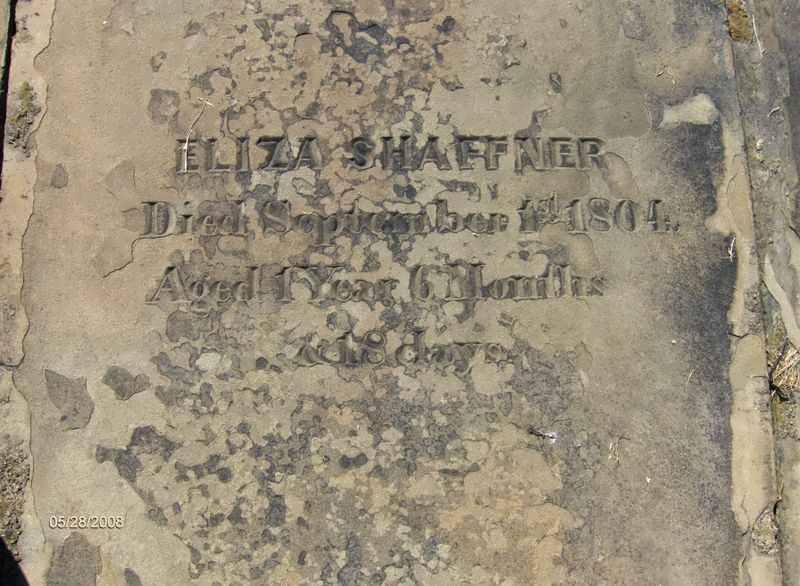 ELIZA SHAFFNER
Died September 1st 1804.
Aged 1 Year 6 Months
& 18 days
05/28/2008